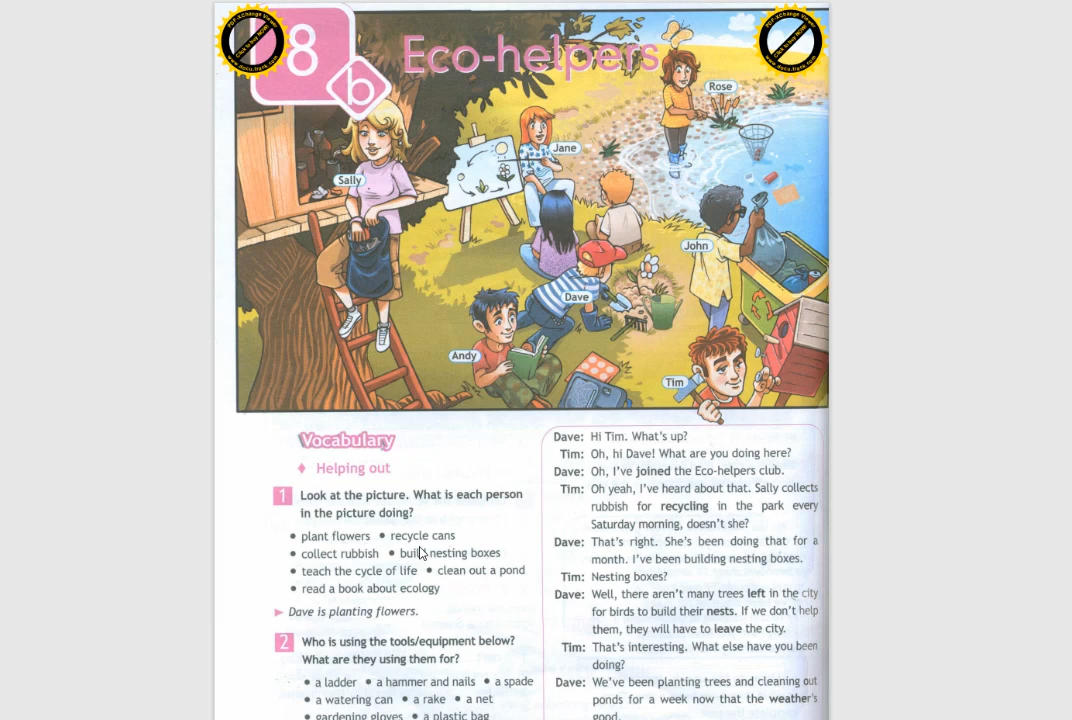 8
b
Eco-helpers
Rose
Jane
Sally
John
Dave
Andy
Tim
Vocabulary
Helping out
1 Look at the picture. What is each person
in the picture doing?
• plant flowers • recycle cans
• collect rubbish • build nesting boxes
• teach the cycle of life • clean out a pond
• read a book about ecology
Dave is planting flowers.
2 Who is using the tools/equipment below?
What are they using them for?
• a ladder • a hammer and nails • a spade
• a watering can • a rake • a net
• gardening gloves • a plastic bag
Dave: Hi Tim. What's up?
Tim: Oh, hi Dave! What are you doing here?
Dave: Oh, I've joined the Eco-helpers club.
Tim: Oh yeah, I've heard about that. Sally collects
rubbish for recycling in the park every
Saturday morning, doesn't she?
Dave: That's right. She's been doing that for a
month. I've been building nesting boxes.
Tim: Nesting boxes?
Dave: Well, there aren't many trees left in the city
for birds to build their nests. If we don't help
them, they will have to leave the city.
Tim: That's interesting. What else have you been
doing?
Dave: We've been planting trees and cleaning out
ponds for a week now that the weather's
good.